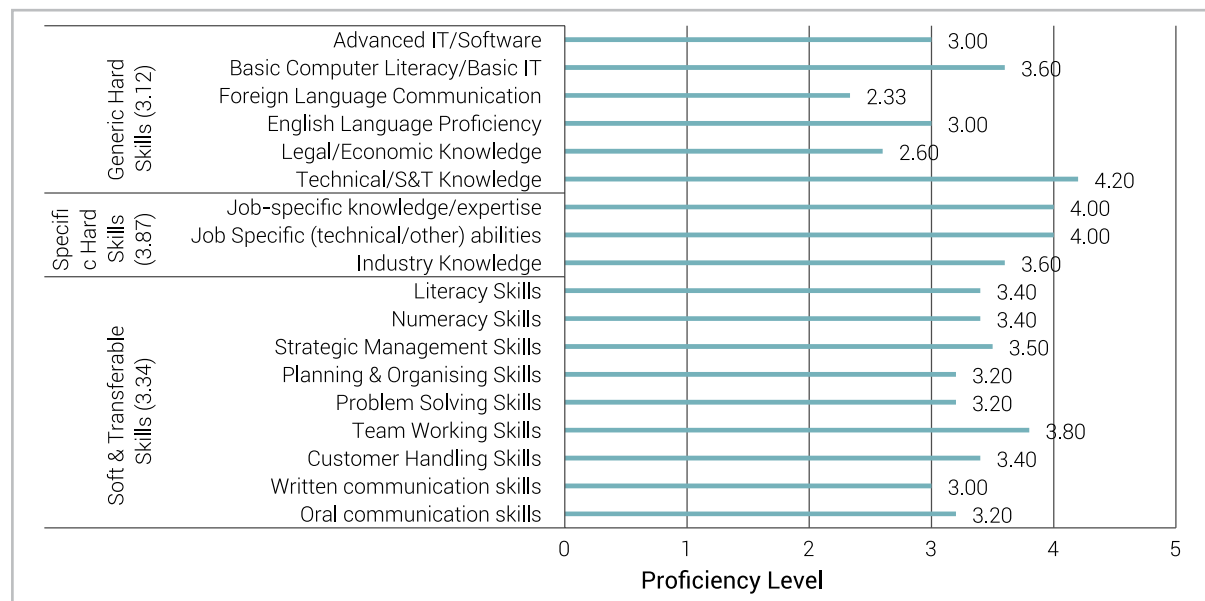 Generic Hard
Skills (3.12)
Advanced IT/Software 3.00
Basic Computer Literacy/Basic IT 3.60
Foreign Language Communication 2.33
English Language Proficiency 3.00
Legal/Economic Knowledge 2.60
Technical/S&T Knowledge 4.20
Specifi
c Hard
Skills
(3.87)
Job-specific knowledge/expertise 4.00
Job Specific (technical/other) abilities 4.00
Industry Knowledge 3.60
Soft & Transferable
Skills (3.34)
Literacy Skills 3.40
Numeracy Skills 3.40
Strategic Management Skills 3.50
Planning & Organising Skills 3.20
Problem Solving Skills 3.20
Team Working Skills 3.80
Customer Handling Skills 3.40
Written communication skills 3.00
Oral communication skills 3.20
0 1 2 3 4 5
Proficiency Level